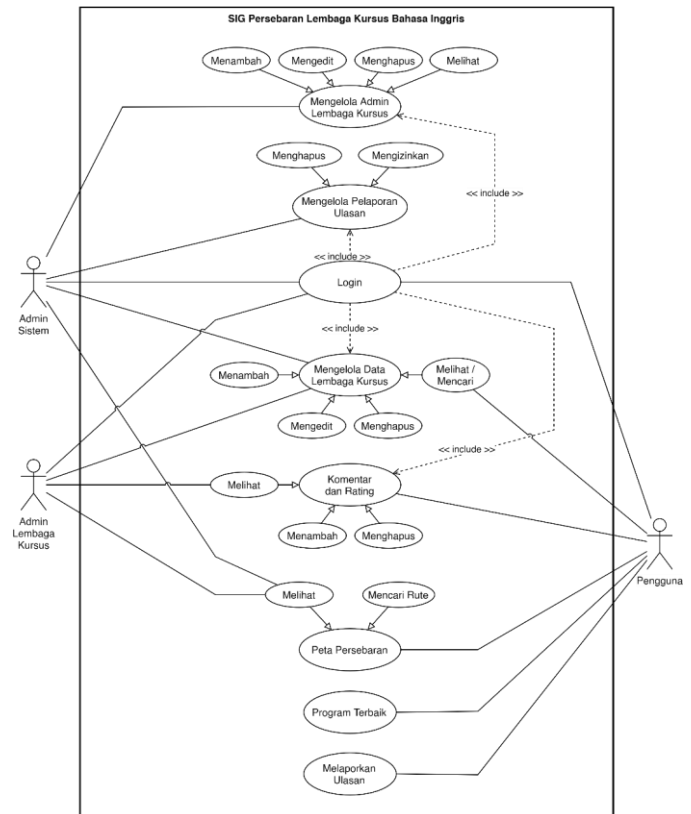 SIG Persebaran Lembaga Kursus Bahasa Inggris
Menambah
Mengedit
Menghapus
Melihat
Mengelola Admin
Lembaga Kursus
Menghapus
Mengizinkan
<< include >>
Mengelola Pelaporan
Ulasan
<< include >>
Login
Admin
Sistem
<< include >>
Menambah
Mengelola Data
Lembaga Kursus
Melihat /
Mencari
Mengedit
Menghapus
<< include >>
Melihat
Komentar
dan Rating
Admin
Lembaga
Kursus
Menambah
Menghapus
Pengguna
Melihat
Mencari Rute
Peta Persebaran
Program Terbaik
Melaporkan
Ulasan